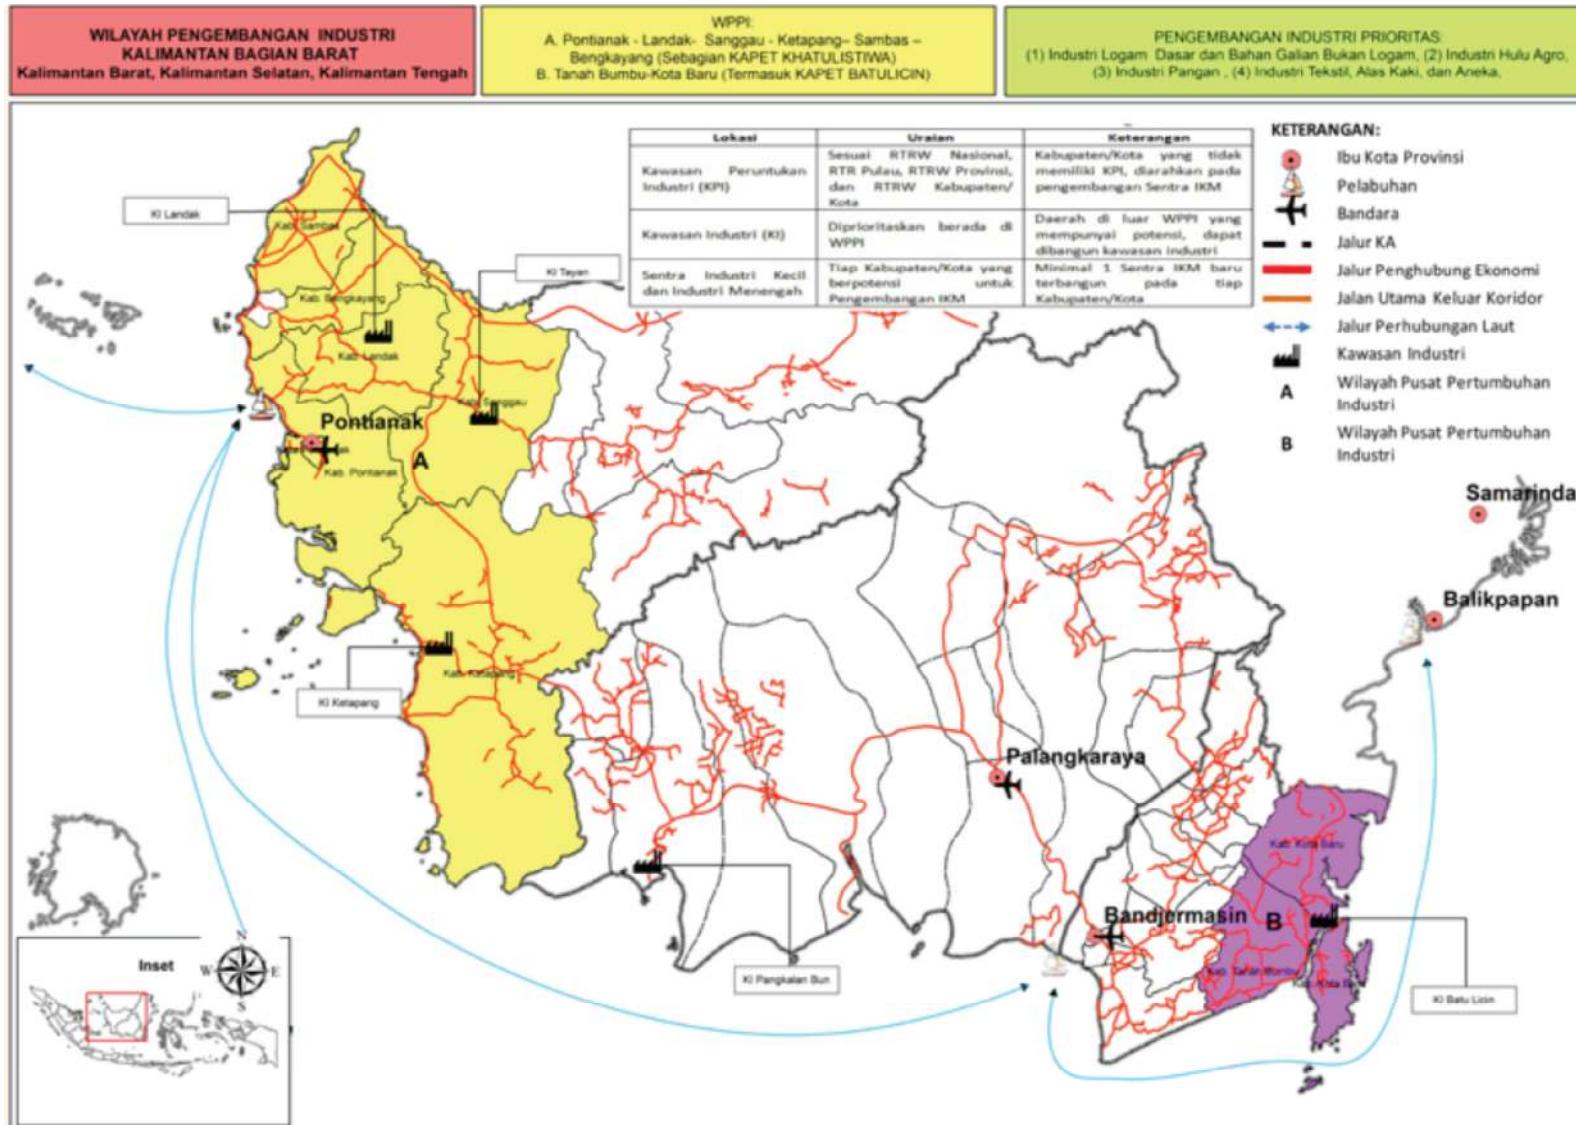 WILAYAH PENGEMBANGAN INDUSTRI
KALIMANTAN BAGIAN BARAT
Kalimantan Barat, Kalimantan Selatan, Kalimantan Tengah
WPPI:
A. Pontianak - Landak- Sanggau - Ketapang– Sambas –
Bengkayang (Sebagian KAPET KHATULISTIWA)
B. Tanah Bumbu-Kota Baru (Termasuk KAPET BATULICIN)
PENGEMBANGAN INDUSTRI PRIORITAS:
(1) Industri Logam Dasar dan Bahan Galian Bukan Logam, (2) Industri Hulu Agro,
(3) Industri Pangan , (4) Industri Tekstil, Alas Kaki, dan Aneka,
Lokasi
Uraian
Keterangan
Kawasan Peruntukan
Industri (KPI)
Sesuai RTRW Nasional,
RTR Pulau, RTRW Provinsi,
dan RTRW Kabupaten/
Kota
Kabupaten/Kota yang tidak
memiliki KPI, diarahkan pada
pengembangan Sentra IKM
Kawasan Industri (KI)
Diprioritaskan berada di
WPPI
Daerah di luar WPPI yang
mempunyai potensi, dapat
dibangun kawasan industri
Sentra Industri Kecil
dan Industri Menengah
Tiap Kabupaten/Kota yang
berpotensi untuk
Pengembangan IKM
Minimal 1 Sentra IKM baru
terbangun pada tiap
Kabupaten/Kota
KETERANGAN:
Ibu Kota Provinsi
Pelabuhan
Bandara
Jalur KA
Jalur Penghubung Ekonomi
Jalan Utama Keluar Koridor
Jalur Perhubungan Laut
Kawasan Industri
A
Wilayah Pusat Pertumbuhan
Industri
B
Wilayah Pusat Pertumbuhan
Industri
KI Landak
Kab. Sambas
KI Tayan
Kab. Bengkayang
Kab. Landak
Kab. Sanggau
Pontianak
Kab. Pontianak
A
Samarinda
Balikpapan
Kab. Ketapang
KI Ketapang
Palangkaraya
Kab. Kota Baru
Bandjermasin
B
Kab. Tanah Bumbu
Kab. Kota Baru
KI Pangkalan Bun
KI Batu Licin
Inset
N
W
E
S